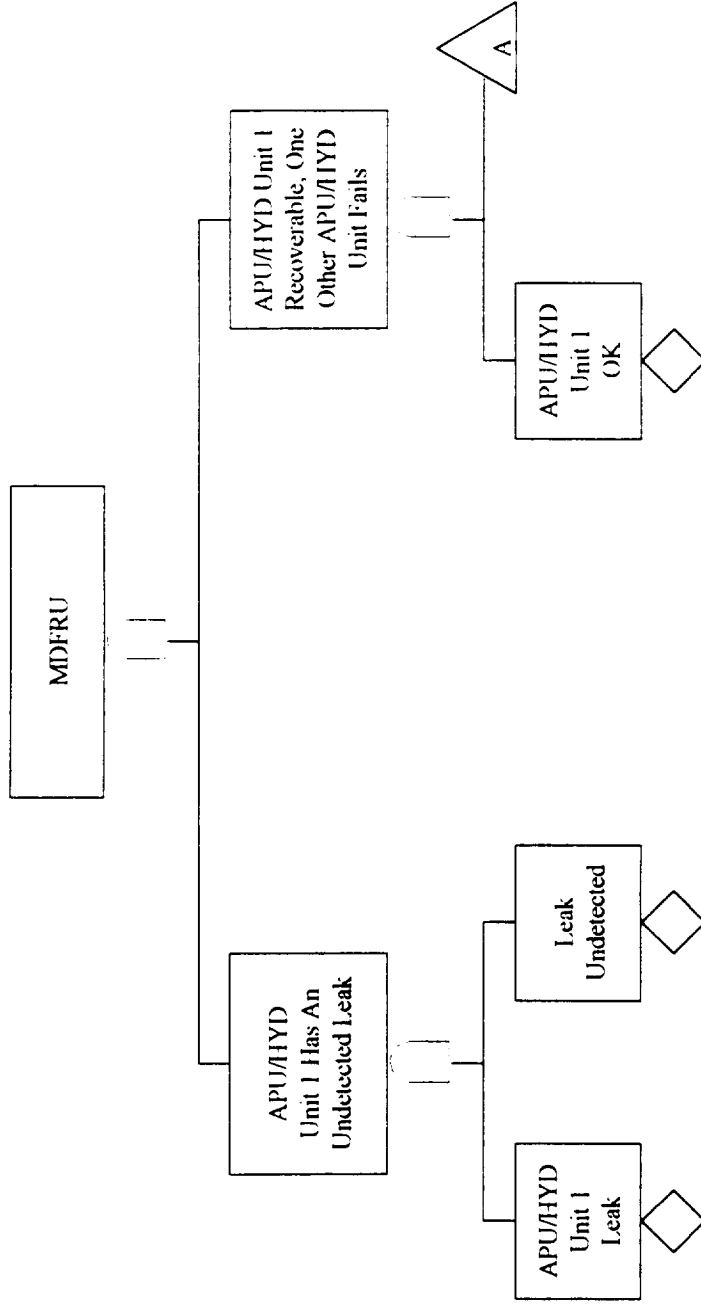 MDFRU
APU/HYD
Unit 1 Has An
Undetected Leak
APU/HYD Unit 1
Recoverable, One
Other APU/HYD
Unit Fails
APU/HYD
Unit 1
Leak
Leak
Undetected
APU/HYD
Unit 1
OK
A